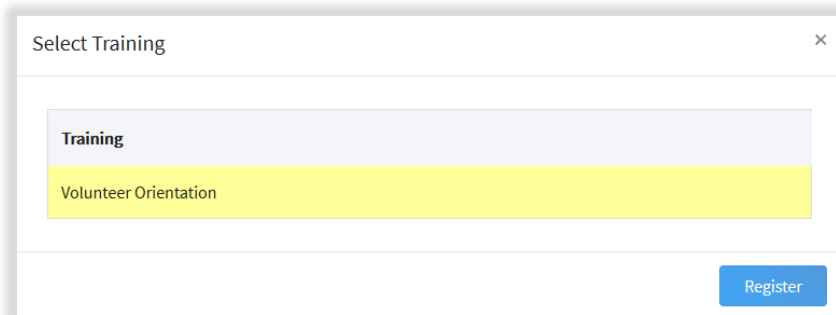 Select Training
×
Training
Volunteer Orientation
Register